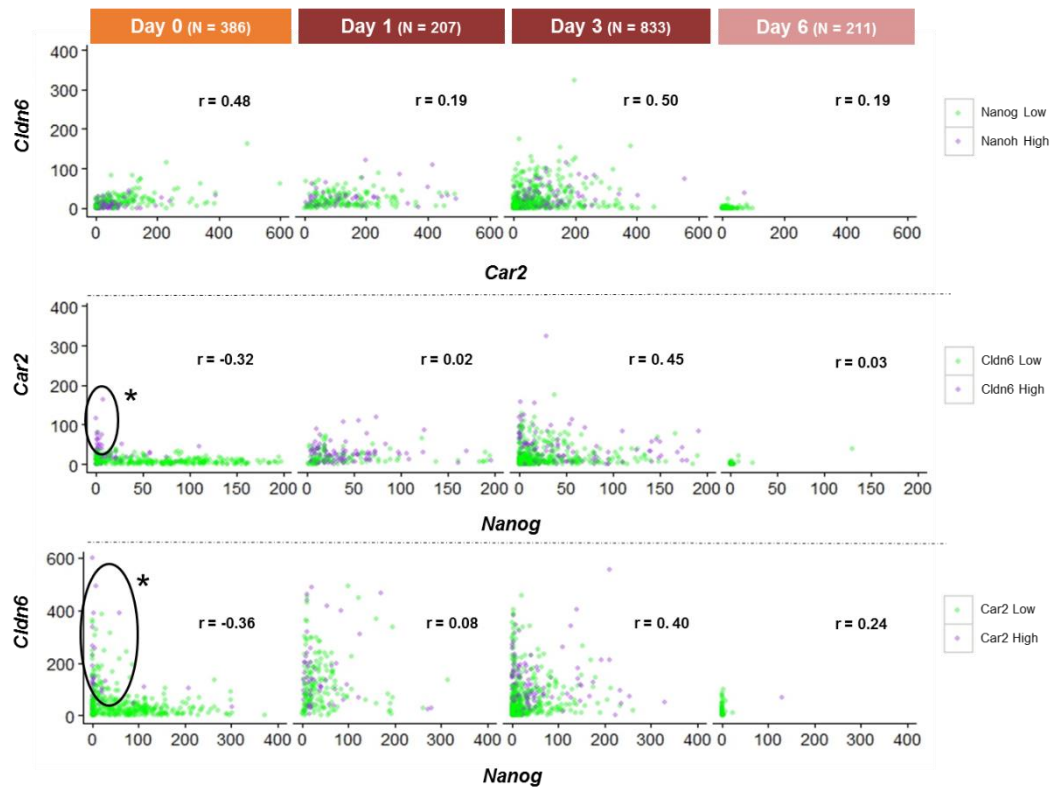 Day 0 (N = 386) Day 1 (N = 207) Day 3 (N = 833) Day 6 (N = 211)
Cldn6
400
300
200
100
0
r = 0.48 r = 0.19 r = 0. 50 r = 0. 19
Nanog Low
Nanoh High
0 200 400 600 0 200 400 600 0 200 400 600 0 200 400 600
Car2
Car2
400
300
200
100
0
r = -0.32 r = 0.02 r = 0. 45 r = 0.03
*
Cldn6 Low
Cldn6 High
0 50 100 150 200 0 50 100 150 200 0 50 100 150 200 0 50 100 150 200
Nanog
Cldn6
600
400
200
0
*
r = -0.36 r = 0.08 r = 0. 40 r = 0.24
Car2 Low
Car2 High
0 100 200 300 400 0 100 200 300 400 0 100 200 300 400 0 100 200 300 400
Nanog